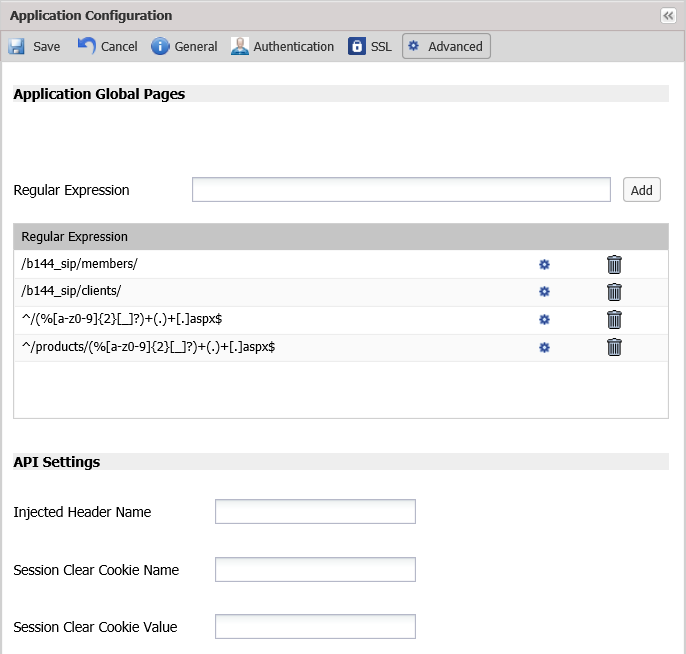 Application Configuration
Save Cancel General Authentication SSL Advanced
Application Global Pages
Regular Expression Add
Regular Expression
/b144_sip/members/
/b144_sip/clients/
^/(%[a-z0-9]{2}[_]?)+(.)+[.]aspx$
^/products/(%[a-z0-9]{2}[_]?)+(.)+[.]aspx$
API Settings
Injected Header Name
Session Clear Cookie Name
Session Clear Cookie Value